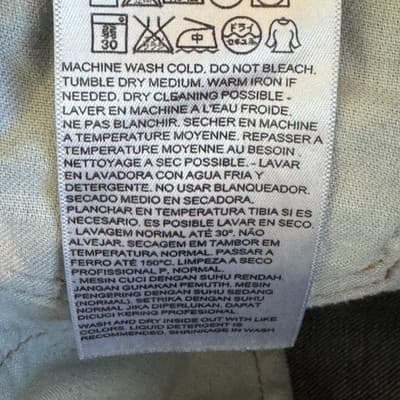 30
中
ドライ
MACHINE WASH COLD. DO NOT BLEACH.
TUMBLE DRY MEDIUM. WARM IRON IF
NEEDED. DRY CLEANING POSSIBLE -
LAVER EN MACHINE A L'EAU FROIDE.
NE PAS BLANCHIR. SECHER EN MACHINE
A TEMPERATURE MOYENNE. REPASSER A
TEMPERATURE MOYENNE AU BESOIN.
NETTOYAGE A SEC POSSIBLE. - LAVAR
EN LAVADORA CON AGUA FRIA Y
DETERGENTE. NO USAR BLANQUEADOR.
SECADO MEDIO EN SECADORA.
PLANCHAR EN TEMPERATURA TIBIA SI ES
NECESARIO. ES POSIBLE LAVAR EN SECO.
- LAVAGEM NORMAL ATÉ 30°. NÃO
ALVEJAR. SECAGEM EM TAMBOR EM
TEMPERATURA NORMAL. PASSAR A
FERRO ATÉ 150°C. LIMPEZA A SECO
PROFISSIONAL P, NORMAL.
- MESIN CUCI DENGAN SUHU RENDAH.
JANGAN GUNAKAN PEMUTIH. MESIN
PENGERING DENGAN SUHU SEDANG
(NORMAL). SETRIKA DENGAN SUHU
NORMAL JIKA DIPERLUKAN. DAPAT
DICUCI KERING PROFESIONAL.
WASH AND DRY INSIDE OUT WITH LIKE
COLORS. LIQUID DETERGENT IS
RECOMMENDED. SHRINKAGE IN WASH